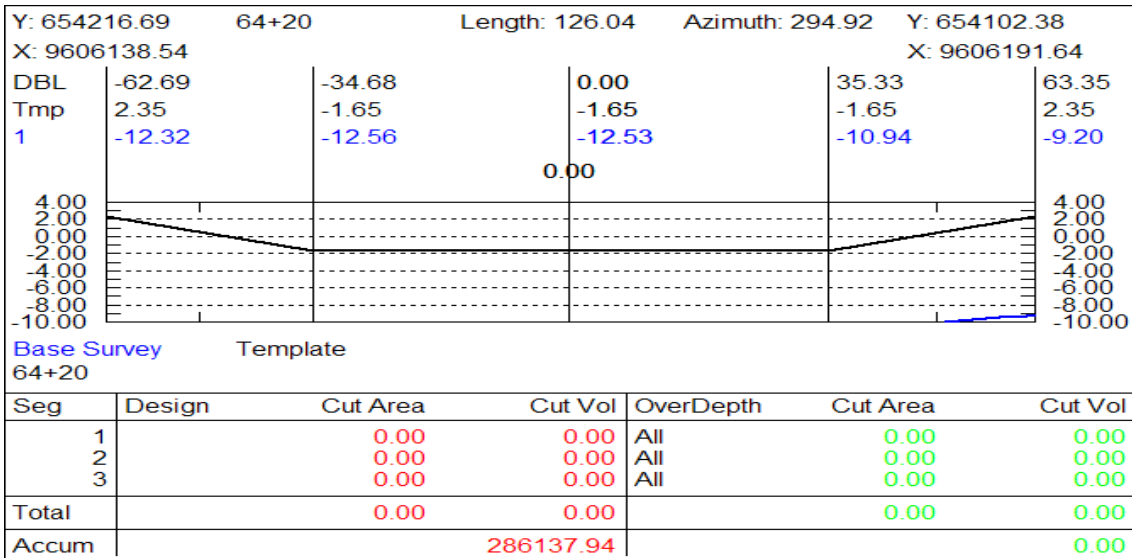 Y: 654216.69 64+20 Length: 126.04 Azimuth: 294.92 Y: 654102.38
X: 9606138.54 X: 9606191.64
DBL -62.69 -34.68 0.00 35.33 63.35
Tmp 2.35 -1.65 -1.65 -1.65 2.35
1 -12.32 -12.56 -12.53 -10.94 -9.20
0.00
4.00 4.00
2.00 2.00
0.00 0.00
-2.00 -2.00
-4.00 -4.00
-6.00 -6.00
-8.00 -8.00
-10.00 -10.00
Base Survey Template
64+20
Seg Design Cut Area Cut Vol OverDepth Cut Area Cut Vol
1 0.00 0.00 All 0.00 0.00
2 0.00 0.00 All 0.00 0.00
3 0.00 0.00 All 0.00 0.00
Total 0.00 0.00 0.00 0.00
Accum 286137.94 0.00